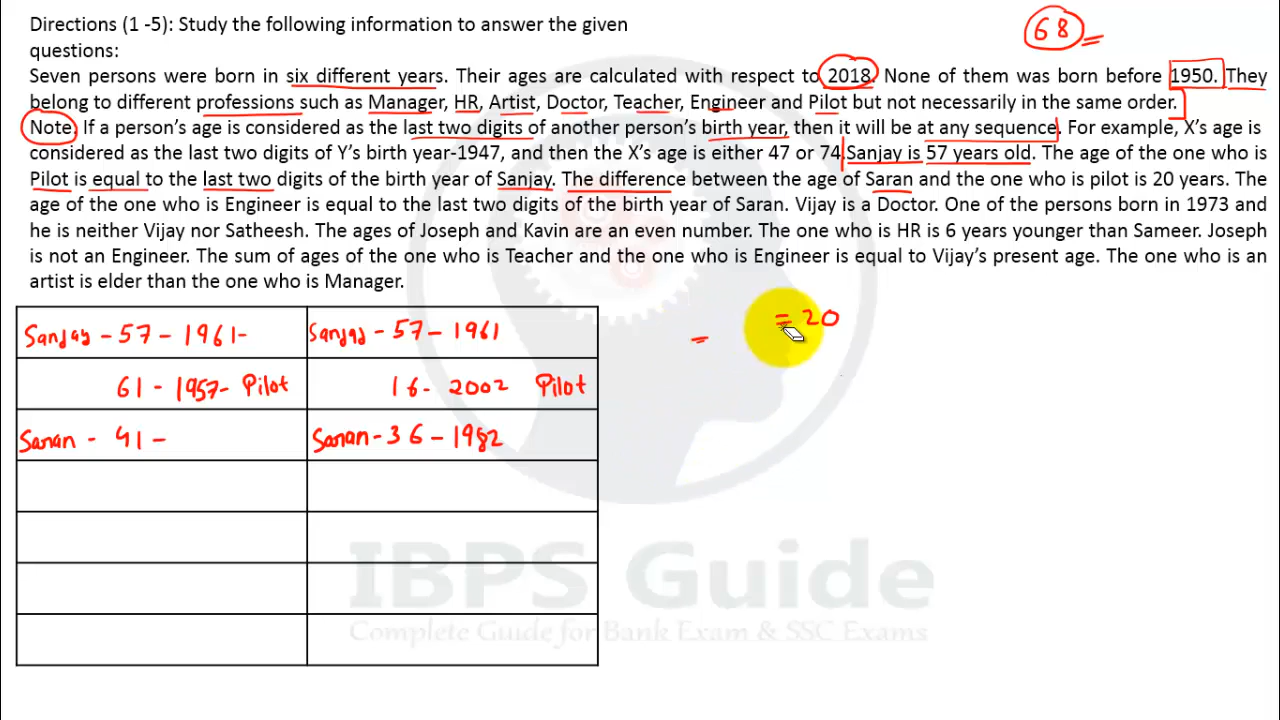 68
Directions (1 -5): Study the following information to answer the given
questions:
Seven persons were born in six different years. Their ages are calculated with respect to 2018. None of them was born before 1950. They
belong to different professions such as Manager, HR, Artist, Doctor, Teacher, Engineer and Pilot but not necessarily in the same order.
Note. If a person's age is considered as the last two digits of another person's birth year, then it will be at any sequence. For example, X's age is
considered as the last two digits of Y's birth year-1947, and then the X's age is either 47 or 74. Sanjay is 57 years old. The age of the one who is
Pilot is equal to the last two digits of the birth year of Sanjay. The difference between the age of Saran and the one who is pilot is 20 years. The
age of the one who is Engineer is equal to the last two digits of the birth year of Saran. Vijay is a Doctor. One of the persons born in 1973 and
he is neither Vijay nor Satheesh. The ages of Joseph and Kavin are an even number. The one who is HR is 6 years younger than Sameer. Joseph
is not an Engineer. The sum of ages of the one who is Teacher and the one who is Engineer is equal to Vijay's present age. The one who is an
artist is elder than the one who is Manager.
= = 20
Sanjay - 57 - 1961- Sanjay - 57 - 1961
61 - 1957- Pilot 16 - 2002 Pilot
Saran - 41 - Saran - 36 - 1982
IBPS Guide
Complete Guide for Bank Exam & SSC Exams